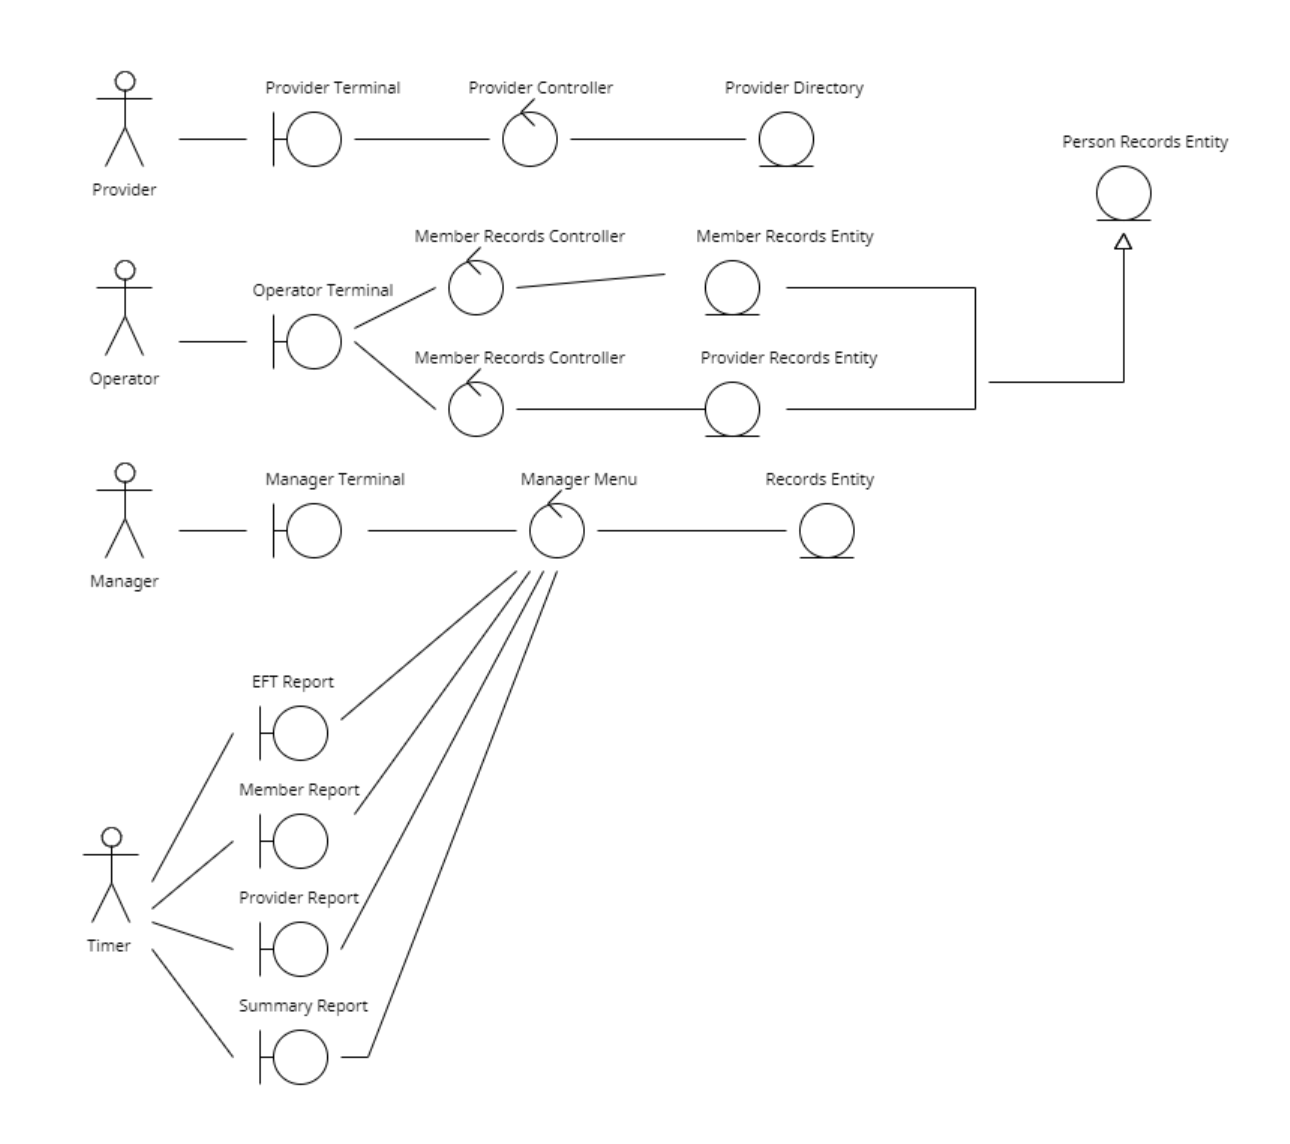 Provider Terminal
Provider Controller
Provider Directory
Person Records Entity
Provider
Member Records Controller
Member Records Entity
Operator Terminal
Member Records Controller
Provider Records Entity
Operator
Manager Terminal
Manager Menu
Records Entity
Manager
EFT Report
Member Report
Provider Report
Timer
Summary Report